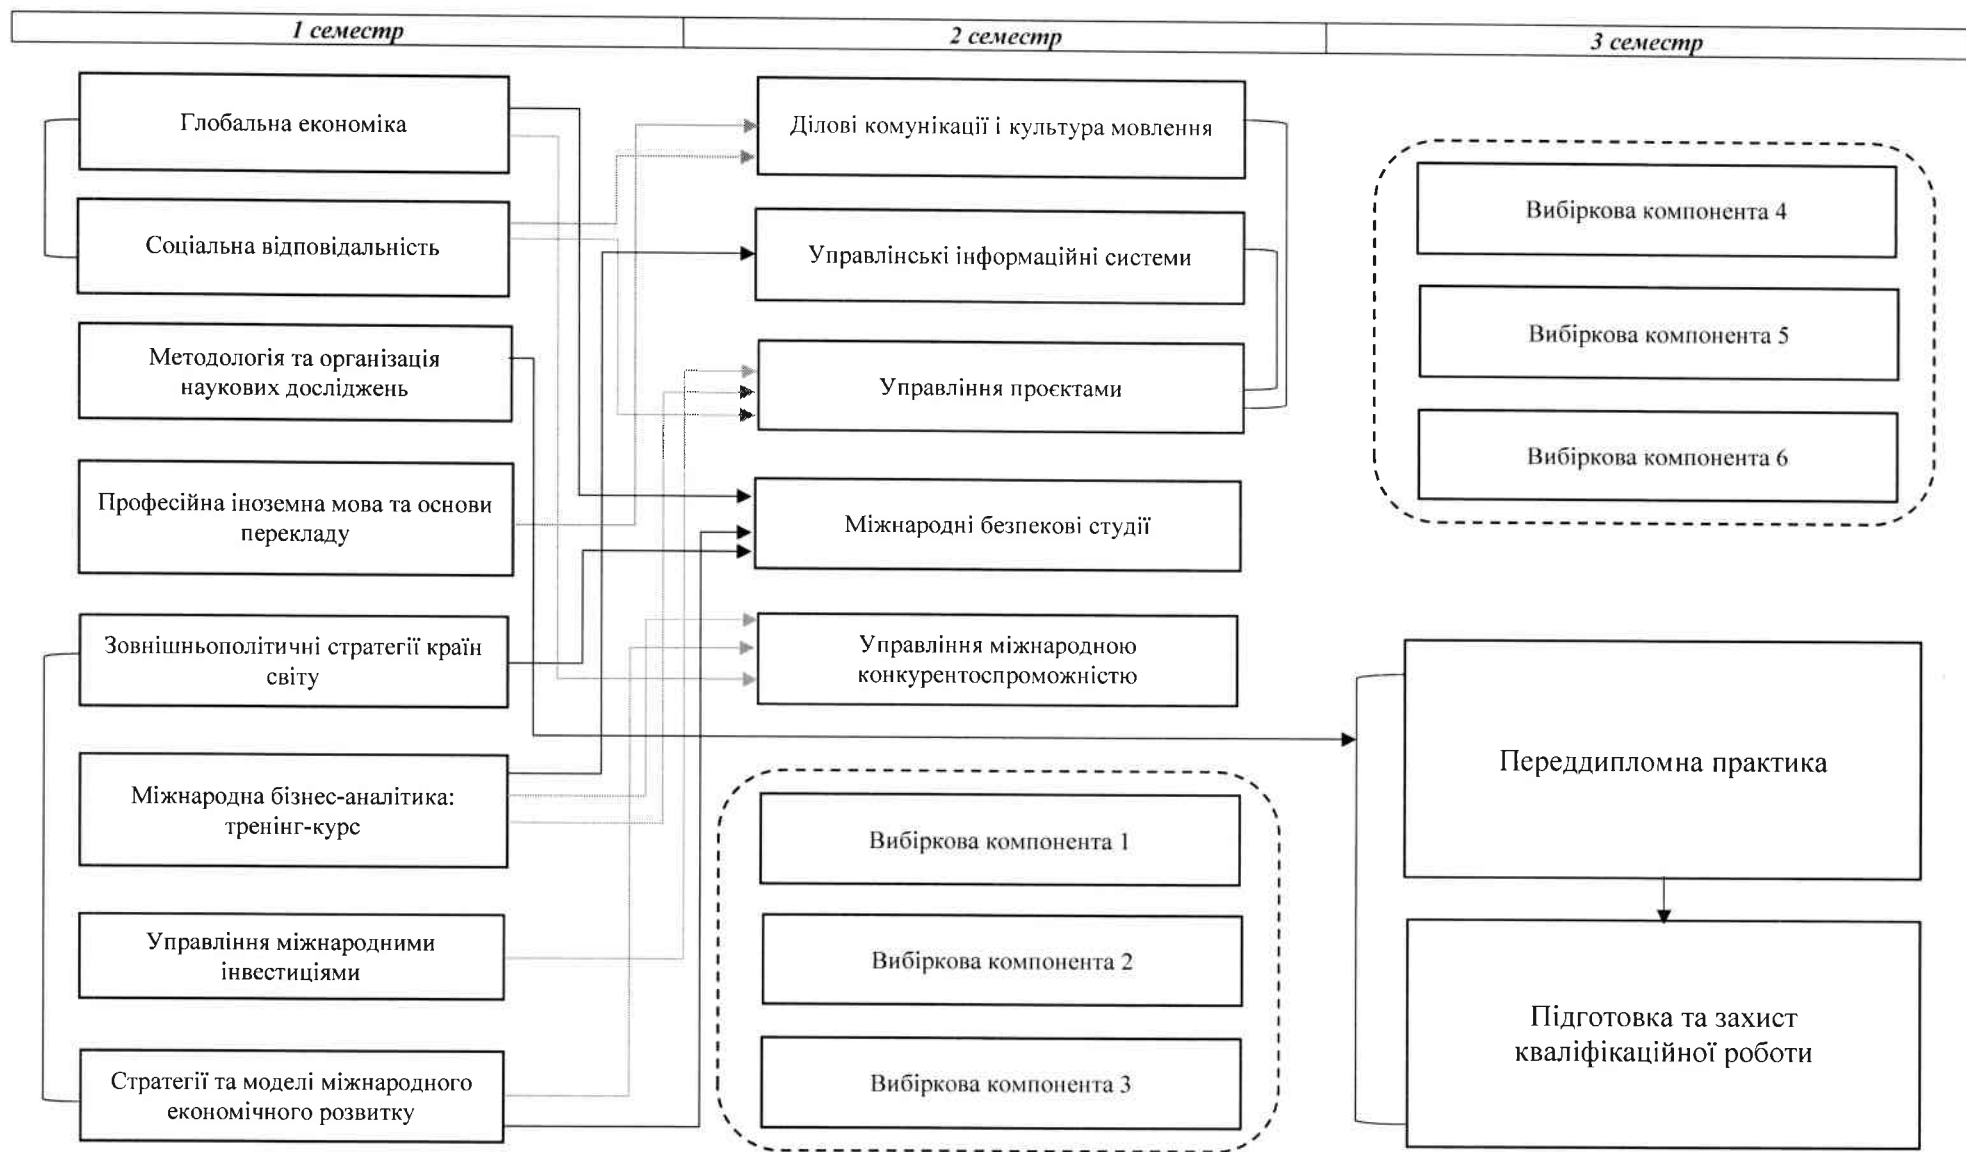 1 семестр
2 семестр
3 семестр
Глобальна економіка
Соціальна відповідальність
Методологія та організація
наукових досліджень
Професійна іноземна мова та основи
перекладу
Зовнішньополітичні стратегії країн
світу
Міжнародна бізнес-аналітика:
тренінг-курс
Управління міжнародними
інвестиціями
Стратегії та моделі міжнародного
економічного розвитку
Ділові комунікації і культура мовлення
Управлінські інформаційні системи
Управління проєктами
Міжнародні безпекові студії
Управління міжнародною
конкурентоспроможністю
Вибіркова компонента 1
Вибіркова компонента 2
Вибіркова компонента 3
Вибіркова компонента 4
Вибіркова компонента 5
Вибіркова компонента 6
Переддипломна практика
Підготовка та захист
кваліфікаційної роботи